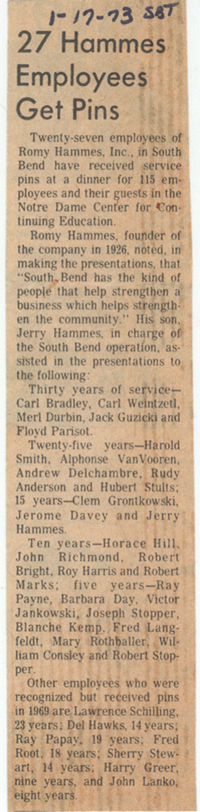 1-17-73 SBT
27 Hammes
Employees
Get Pins
Twenty-seven employees of
Romy Hammes, Inc., in South
Bend have received service
pins at a dinner for 115 em-
ployees and their guests in the
Notre Dame Center for Con-
tinuing Education.
Romy Hammes, founder of
the company in 1926, noted, in
making the presentations, that
"South Bend has the kind of
people that help strengthen a
business which helps strength-
en the community." His son,
Jerry Hammes, in charge of
the South Bend operation, as-
sisted in the presentations to
the following:
Thirty years of service—
Carl Bradley, Carl Weintzetl,
Merl Durbin, Jack Guzicki and
Floyd Parisot.
Twenty-five years—Harold
Smith, Alphonse VanVooren,
Andrew Delchambre, Rudy
Anderson and Hubert Stults;
15 years—Clem Grontkowski,
Jerome Davey and Jerry
Hammes.
Ten years—Horace Hill,
John Richmond, Robert
Bright, Roy Harris and Robert
Marks; five years—Ray
Payne, Barbara Day, Victor
Jankowski, Joseph Stopper,
Blanche Kemp, Fred Lang-
feldt, Mary Rothballer, Wil-
liam Consley and Robert Stop-
per.
Other employees who were
recognized but received pins
in 1969 are Lawrence Schilling,
23 years; Del Hawks, 14 years;
Ray Papay, 19 years; Fred
Root, 18 years; Sherry Stew-
art, 14 years; Harry Greer,
nine years, and John Lanko,
eight years.